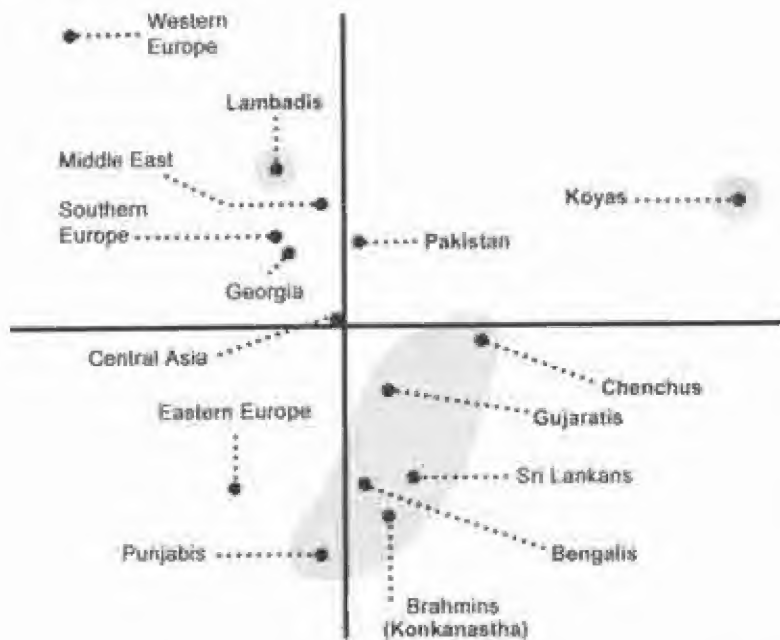 Western
Europe
Lambadis
Middle East
Koyas
Southern
Europe
Pakistan
Georgia
Central Asia
Chenchus
Eastern Europe
Gujaratis
Sri Lankans
Punjabis
Bengalis
Brahmins
(Konkanastha)